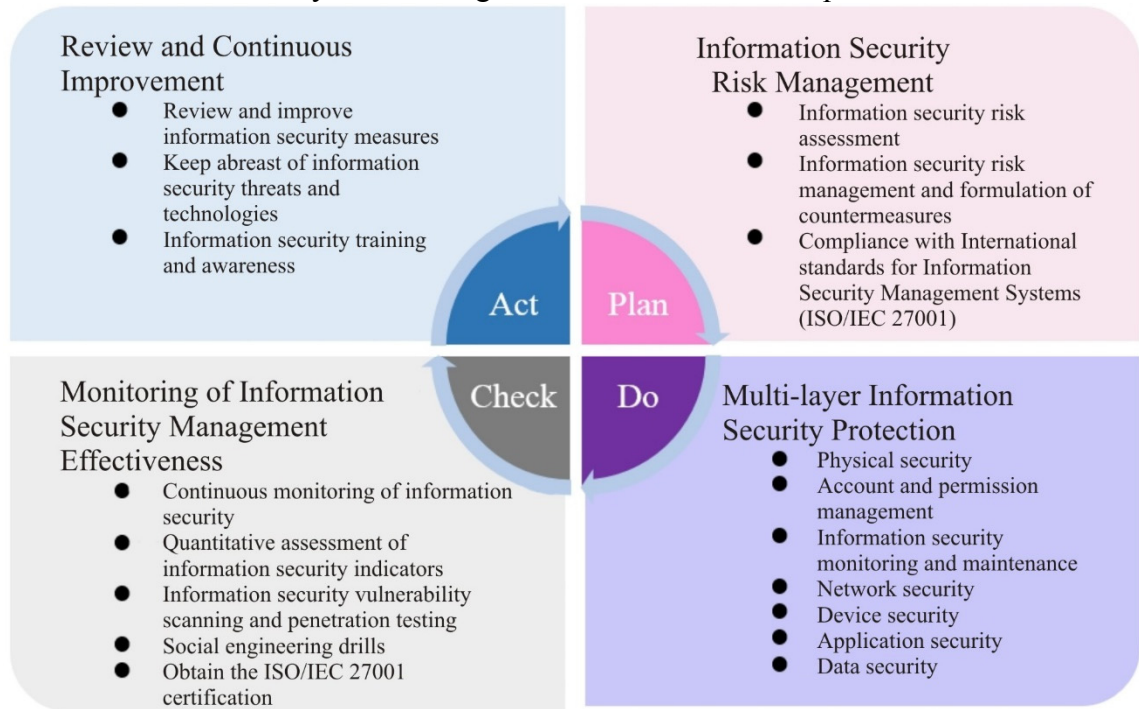 Review and Continuous
Improvement
● Review and improve
information security measures
● Keep abreast of information
security threats and
technologies
● Information security training
and awareness
Information Security
Risk Management
● Information security risk
assessment
● Information security risk
management and formulation of
countermeasures
● Compliance with International
standards for Information
Security Management Systems
(ISO/IEC 27001)
Act
Plan
Check
Do
Monitoring of Information
Security Management
Effectiveness
● Continuous monitoring of information
security
● Quantitative assessment of
information security indicators
● Information security vulnerability
scanning and penetration testing
● Social engineering drills
● Obtain the ISO/IEC 27001
certification
Multi-layer Information
Security Protection
● Physical security
● Account and permission
management
● Information security
monitoring and maintenance
● Network security
● Device security
● Application security
● Data security